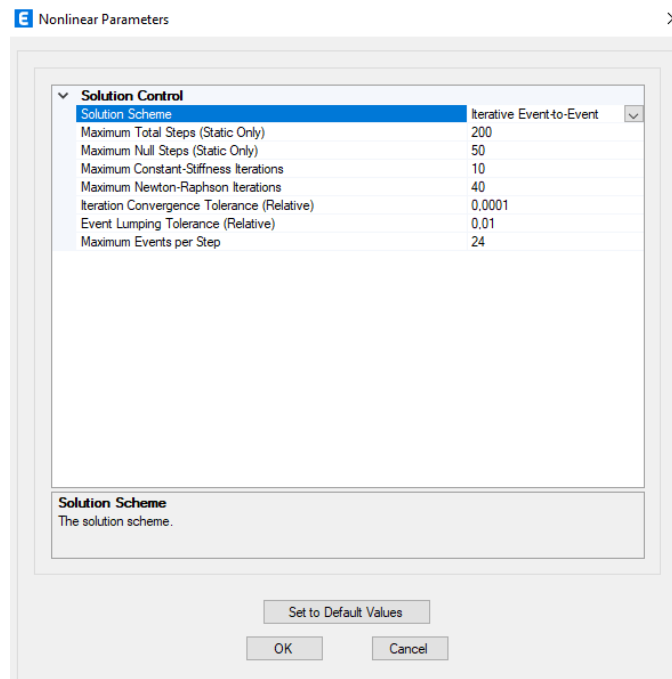 E Nonlinear Parameters
Solution Control
Solution Scheme Iterative Event-to-Event
Maximum Total Steps (Static Only) 200
Maximum Null Steps (Static Only) 50
Maximum Constant-Stiffness Iterations 10
Maximum Newton-Raphson Iterations 40
Iteration Convergence Tolerance (Relative) 0,0001
Event Lumping Tolerance (Relative) 0,01
Maximum Events per Step 24
Solution Scheme
The solution scheme.
Set to Default Values
OK Cancel